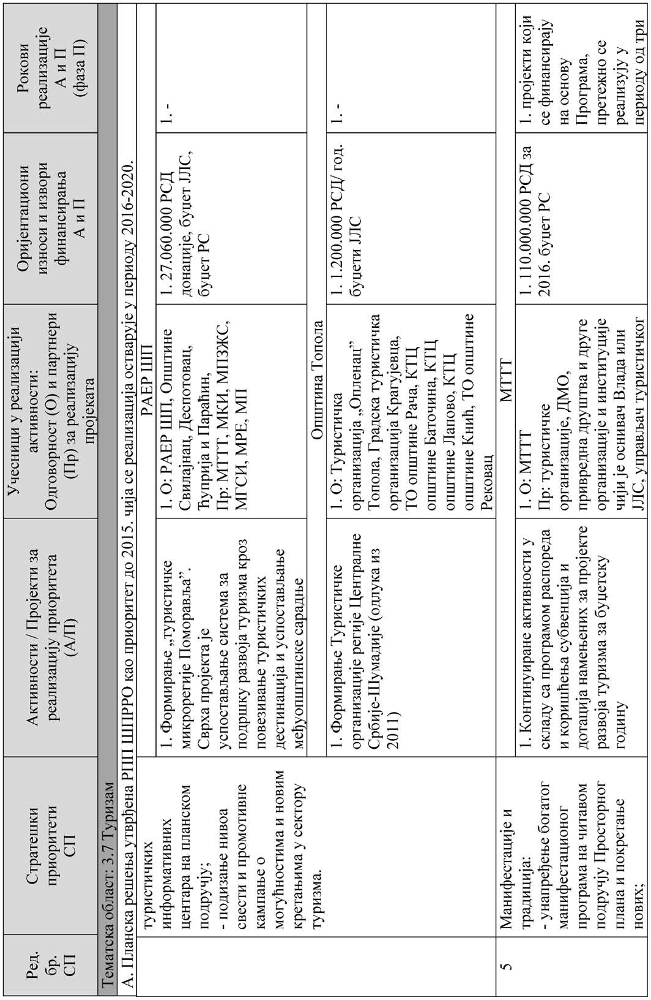 Ред.
бр.
СП
Стратешки
приоритети
СП
Активности / Пројекти за
реализацију приоритета
(А/П)
Учесници у реализацији
активности:
Одговорност (О) и партнери
(Пр) за реализацију
пројеката
Оријентациони
износи и извори
финансирања
А и П
Рокови
реализације
А и П
(фаза П)
Тематска област: 3.7 Туризам
А. Планска решења утврђена РПП ШПРО као приоритет до 2015. чија се реализација остварује у периоду 2016-2020.
туристичких
информативних
центара на планском
подручју;
- подизање нивоа
свести и промотивне
кампање о
могућностима и новим
кретањима у сектору
туризма.
РАЕР ШП
1. Формирање „туристичке
микрорегије Поморавља”.
Сврха пројекта је
успостављање система за
подршку развоја туризма кроз
повезивање туристичких
дестинација и успостављање
међуопштинске сарадње
1. О: РАЕР ШП, Општине
Свилајнац, Деспотовац,
Ћуприја и Параћин,
Пр: МТТТ, МКИ, МПЗЖС,
МГСИ, МРЕ, МП
1. 27.060.000 РСД
донације, буџет ЈЛС,
буџет РС
1. -
Општина Топола
1. Формирање Туристичке
организације регије Централне
Србије-Шумадије (одлука из
2011)
1. О: Туристичка
организација „Опленац”
Топола, Градска туристичка
организација Крагујевца,
ТО општине Рача, КТЦ
општине Баточина, КТЦ
општине Лапово, КТЦ
општине Кнић, ТО општине
Рековац
1. 1.200.000 РСД/ год.
буџети ЈЛС
1. -
5
Манифестације и
традиција:
- унапређење богатог
манифестационог
програма на читавом
подручју Просторног
плана и покретање
нових;
МТТТ
1. Континуиране активности у
складу са програмом распореда
и коришћења субвенција и
дотација намењених за пројекте
развоја туризма за буџетску
годину
1. О: МТТТ
Пр: туристичке
организације, ДМО,
привредна друштва и друге
организације и институције
чији је оснивач Влада или
ЈЛС, управљач туристичког
1. 110.000.000 РСД за
2016. буџет РС
1. пројекти који
се финансирају
на основу
Програма,
претежно се
реализују у
периоду од три